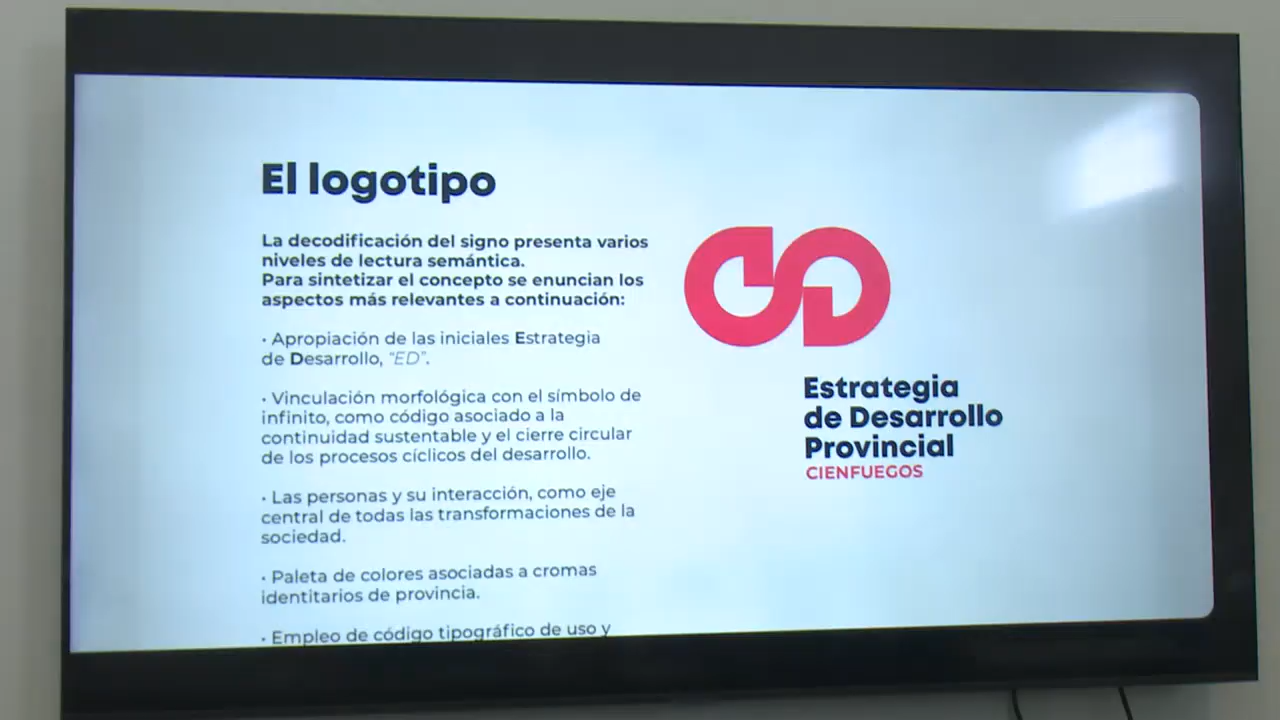 El logotipo
La decodificación del signo presenta varios
niveles de lectura semántica.
Para sintetizar el concepto se enuncian los
aspectos más relevantes a continuación:
• Apropiación de las iniciales Estrategia
de Desarrollo, “ED”.
• Vinculación morfológica con el símbolo de
infinito, como código asociado a la
continuidad sustentable y el cierre circular
de los procesos cíclicos del desarrollo.
• Las personas y su interacción, como eje
central de todas las transformaciones de la
sociedad.
• Paleta de colores asociadas a cromas
identitarios de provincia.
• Empleo de código tipográfico de uso y
Estrategia
de Desarrollo
Provincial
CIENFUEGOS